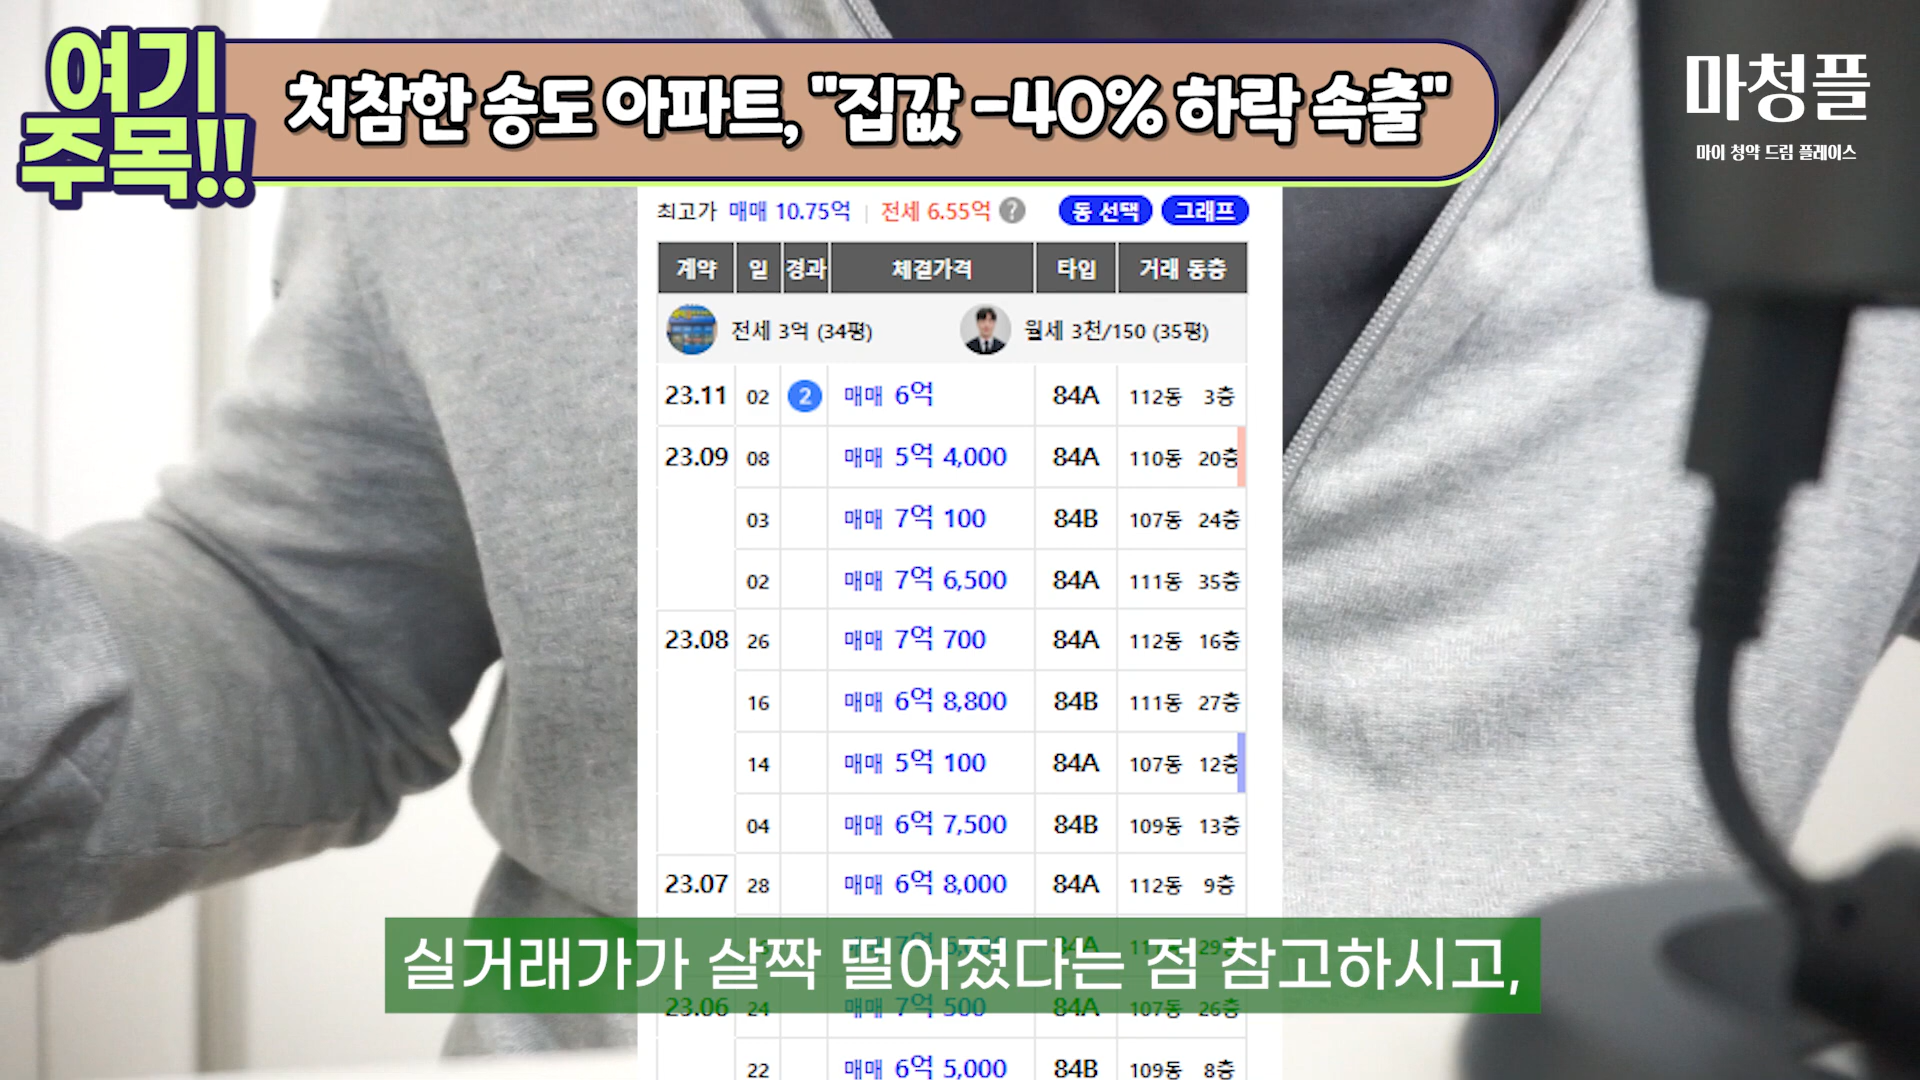 여기
주목!!
처참한 송도 아파트, "집값 -40% 하락 속출"
마청플
마이 청약 드림 플레이스
최고가 매매 10.75억 | 전세 6.55억 ? 동 선택 그래프
계약 일 경과 체결가격 타입 거래 동층
전세 3억 (34평) 월세 3천/150 (35평)
23.11 02 2 매매 6억 84A 112동 3층
23.09 08 매매 5억 4,000 84A 110동 20층
03 매매 7억 100 84B 107동 24층
02 매매 7억 6,500 84A 111동 35층
23.08 26 매매 7억 700 84A 112동 16층
16 매매 6억 8,800 84B 111동 27층
14 매매 5억 100 84A 107동 12층
04 매매 6억 7,500 84B 109동 13층
23.07 28 매매 6억 8,000 84A 112동 9층
실거래가가 살짝 떨어졌다는 점 참고하시고,
23.06 24 매매 7억 500 84A 107동 26층
22 매매 6억 5,000 84B 109동 8층